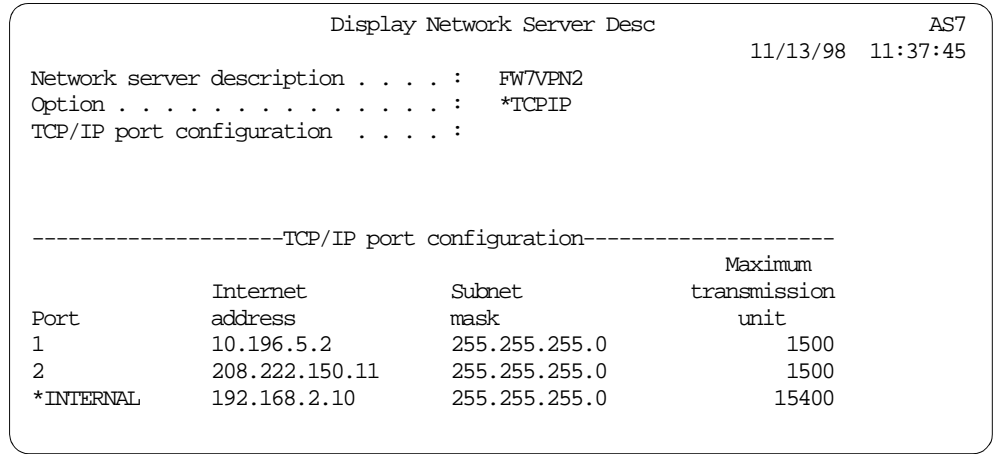 Display Network Server Desc AS7
11/13/98 11:37:45
Network server description . . . . : FW7VPN2
Option . . . . . . . . . . . . . . : *TCPIP
TCP/IP port configuration . . . . :
---------------------TCP/IP port configuration---------------------
Maximum
Internet Subnet transmission
Port address mask unit
1 10.196.5.2 255.255.255.0 1500
2 208.222.150.11 255.255.255.0 1500
*INTERNAL 192.168.2.10 255.255.255.0 15400